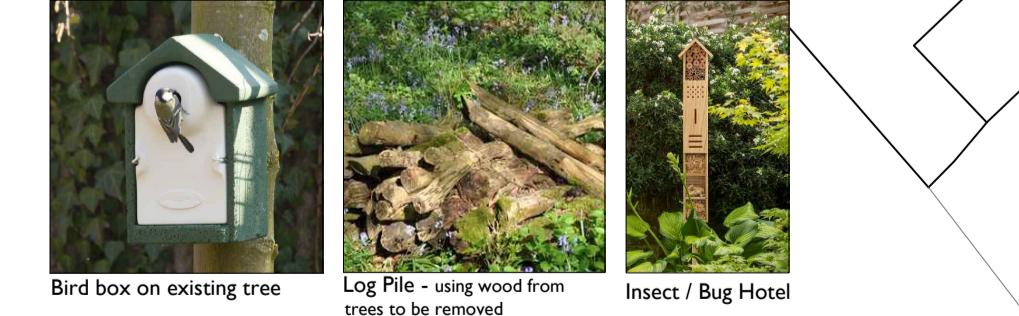 Bird box on existing tree
Log Pile - using wood from
trees to be removed
Insect / Bug Hotel